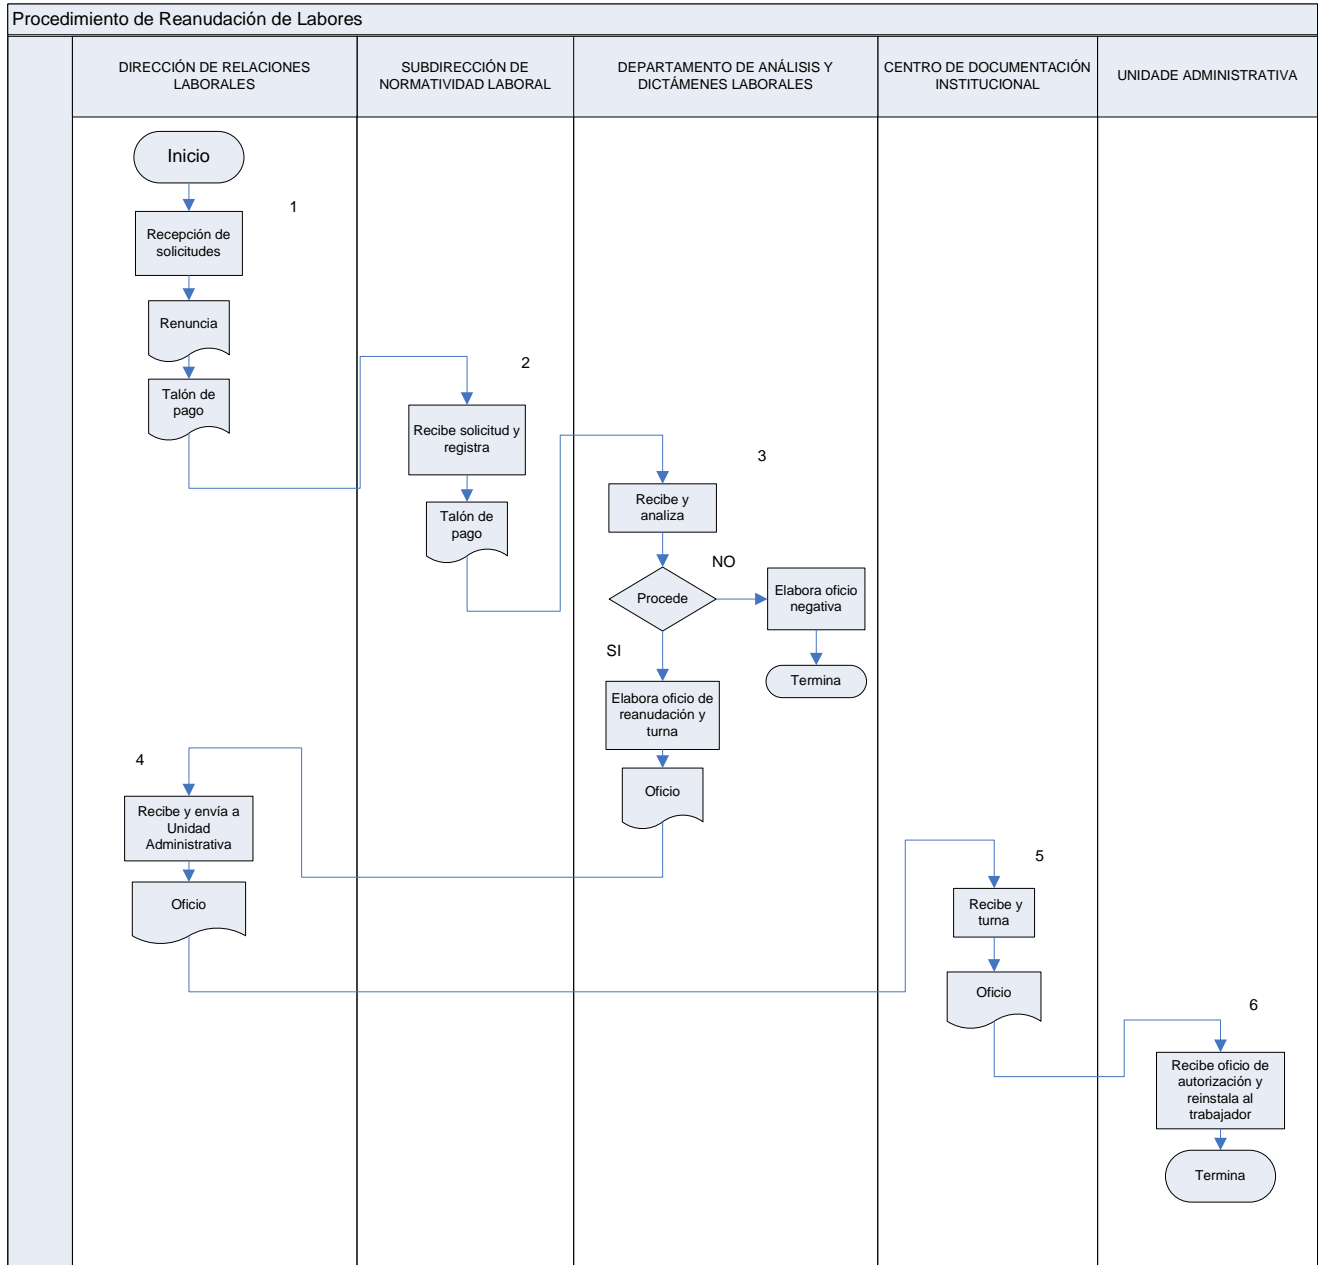 Procedimiento de Reanudación de Labores
DIRECCIÓN DE RELACIONES
LABORALES
SUBDIRECCIÓN DE
NORMATIVIDAD LABORAL
DEPARTAMENTO DE ANÁLISIS Y
DICTÁMENES LABORALES
CENTRO DE DOCUMENTACIÓN
INSTITUCIONAL
UNIDADE ADMINISTRATIVA
Inicio
1
Recepción de
solicitudes
Renuncia
Talón de
pago
2
Recibe solicitud y
registra
Talón de
pago
3
Recibe y
analiza
Procede
NO
Elabora oficio
negativa
Termina
SI
Elabora oficio de
reanudación y
turna
Oficio
4
Recibe y envía a
Unidad
Administrativa
Oficio
5
Recibe y
turna
Oficio
6
Recibe oficio de
autorización y
reinstala al
trabajador
Termina